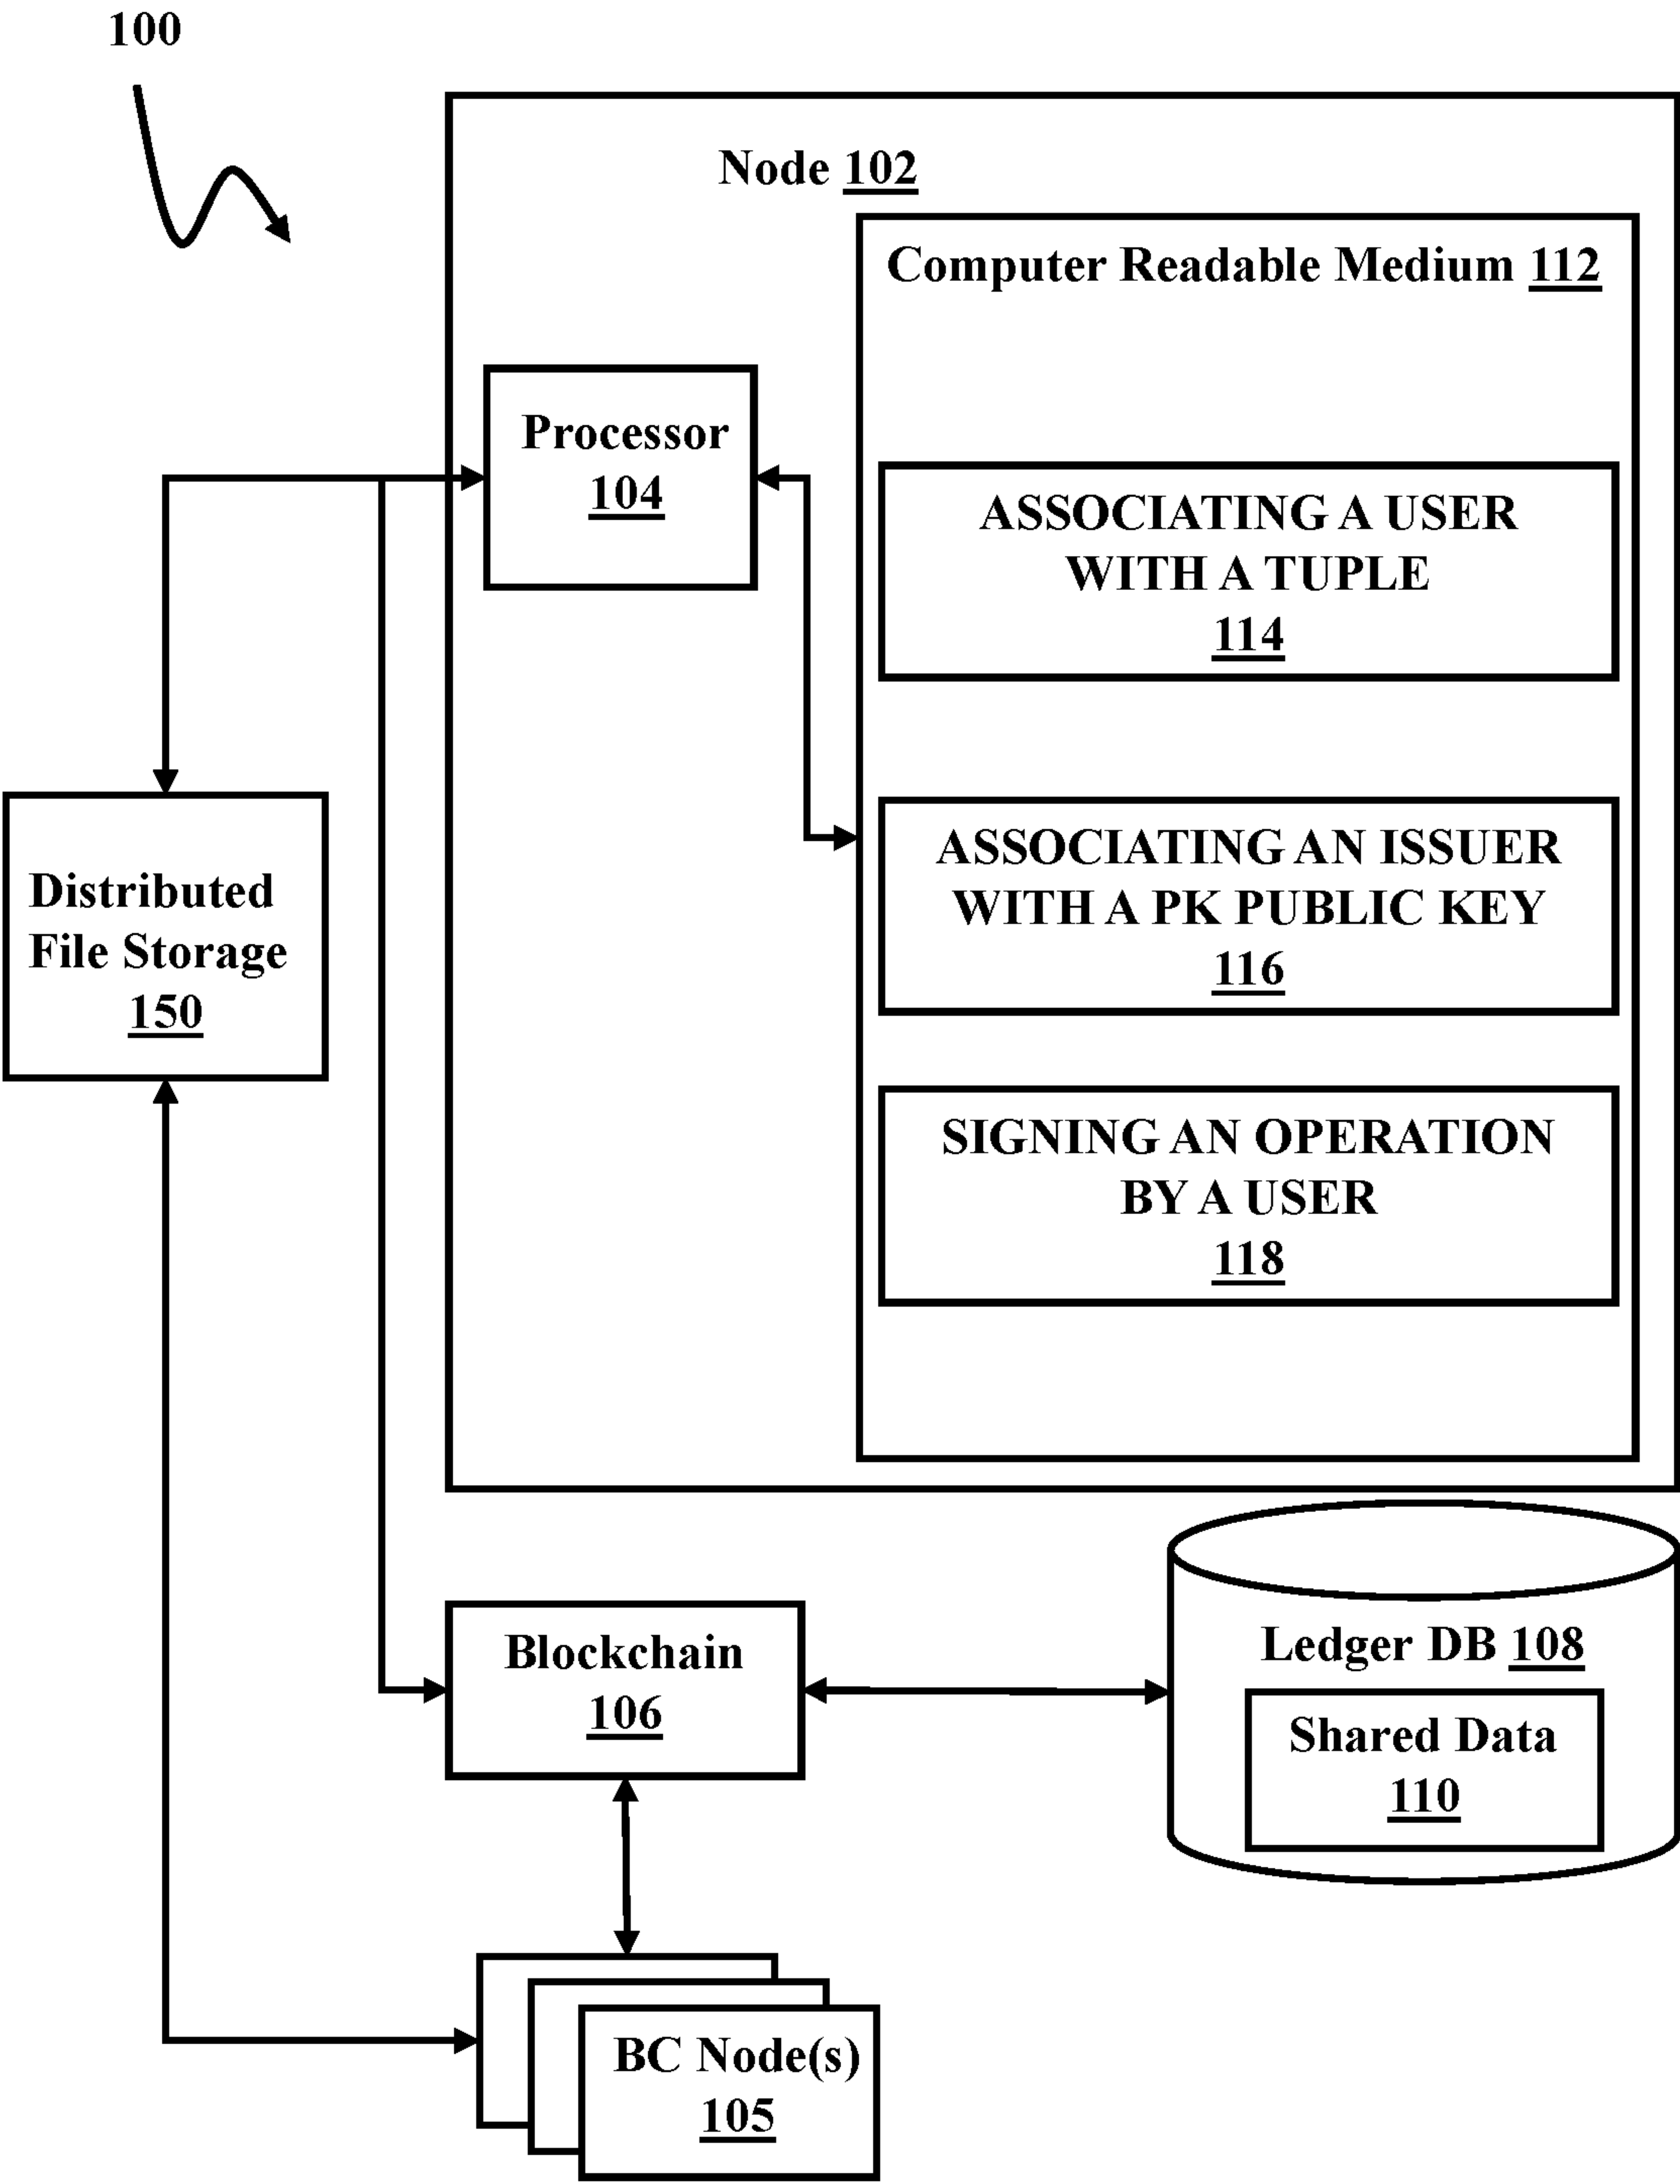 100
Node 102
Computer Readable Medium 112
Processor
104
ASSOCIATING A USER
WITH A TUPLE
114
ASSOCIATING AN ISSUER
WITH A PK PUBLIC KEY
116
Distributed
File Storage
150
SIGNING AN OPERATION
BY A USER
118
Blockchain
106
Ledger DB 108
Shared Data
110
BC Node(s)
105